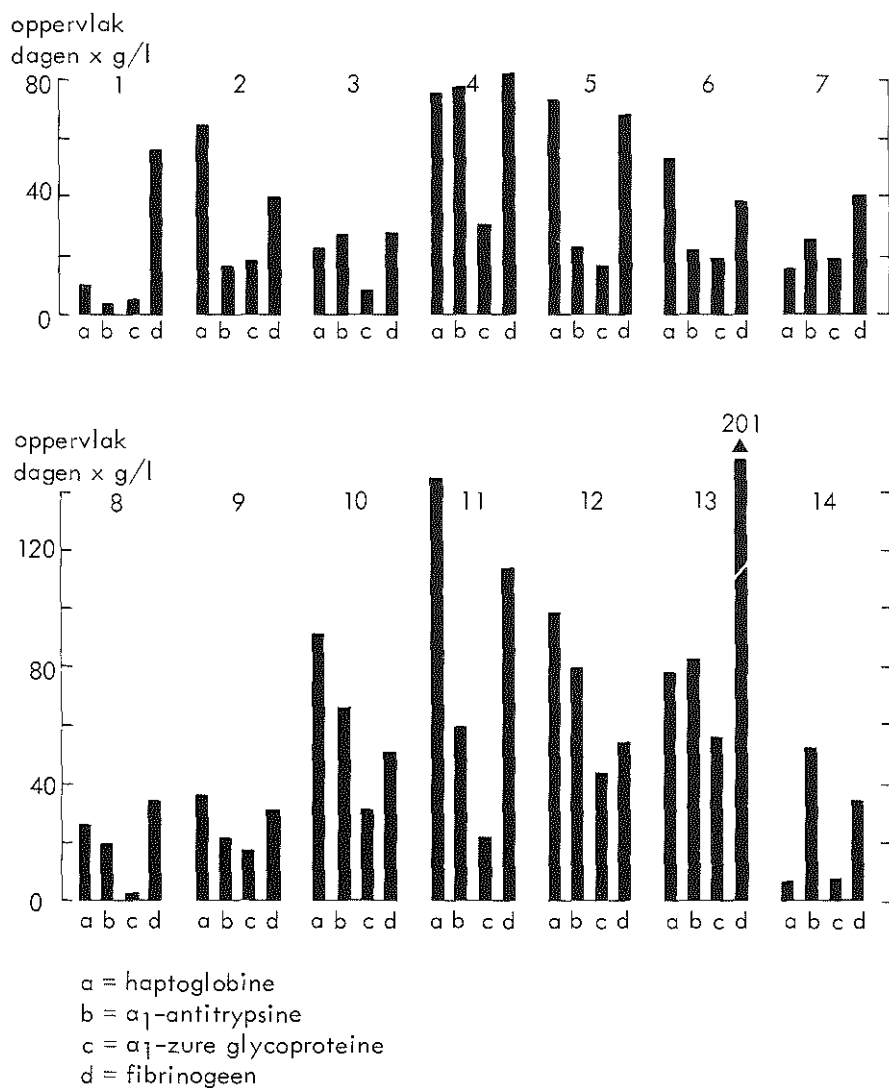 oppervlak
dagen x g/l
80 1 2 3 4 5 6 7
40
0
a b c d a b c d a b c d a b c d a b c d a b c d a b c d
oppervlak
dagen x g/l
201
8 9 10 11 12 13 14
120
80
40
0
a b c d a b c d a b c d a b c d a b c d a b c d a b c d
a = haptoglobine
b = α1-antitrypsine
c = α1-zure glycoproteine
d = fibrinogeen